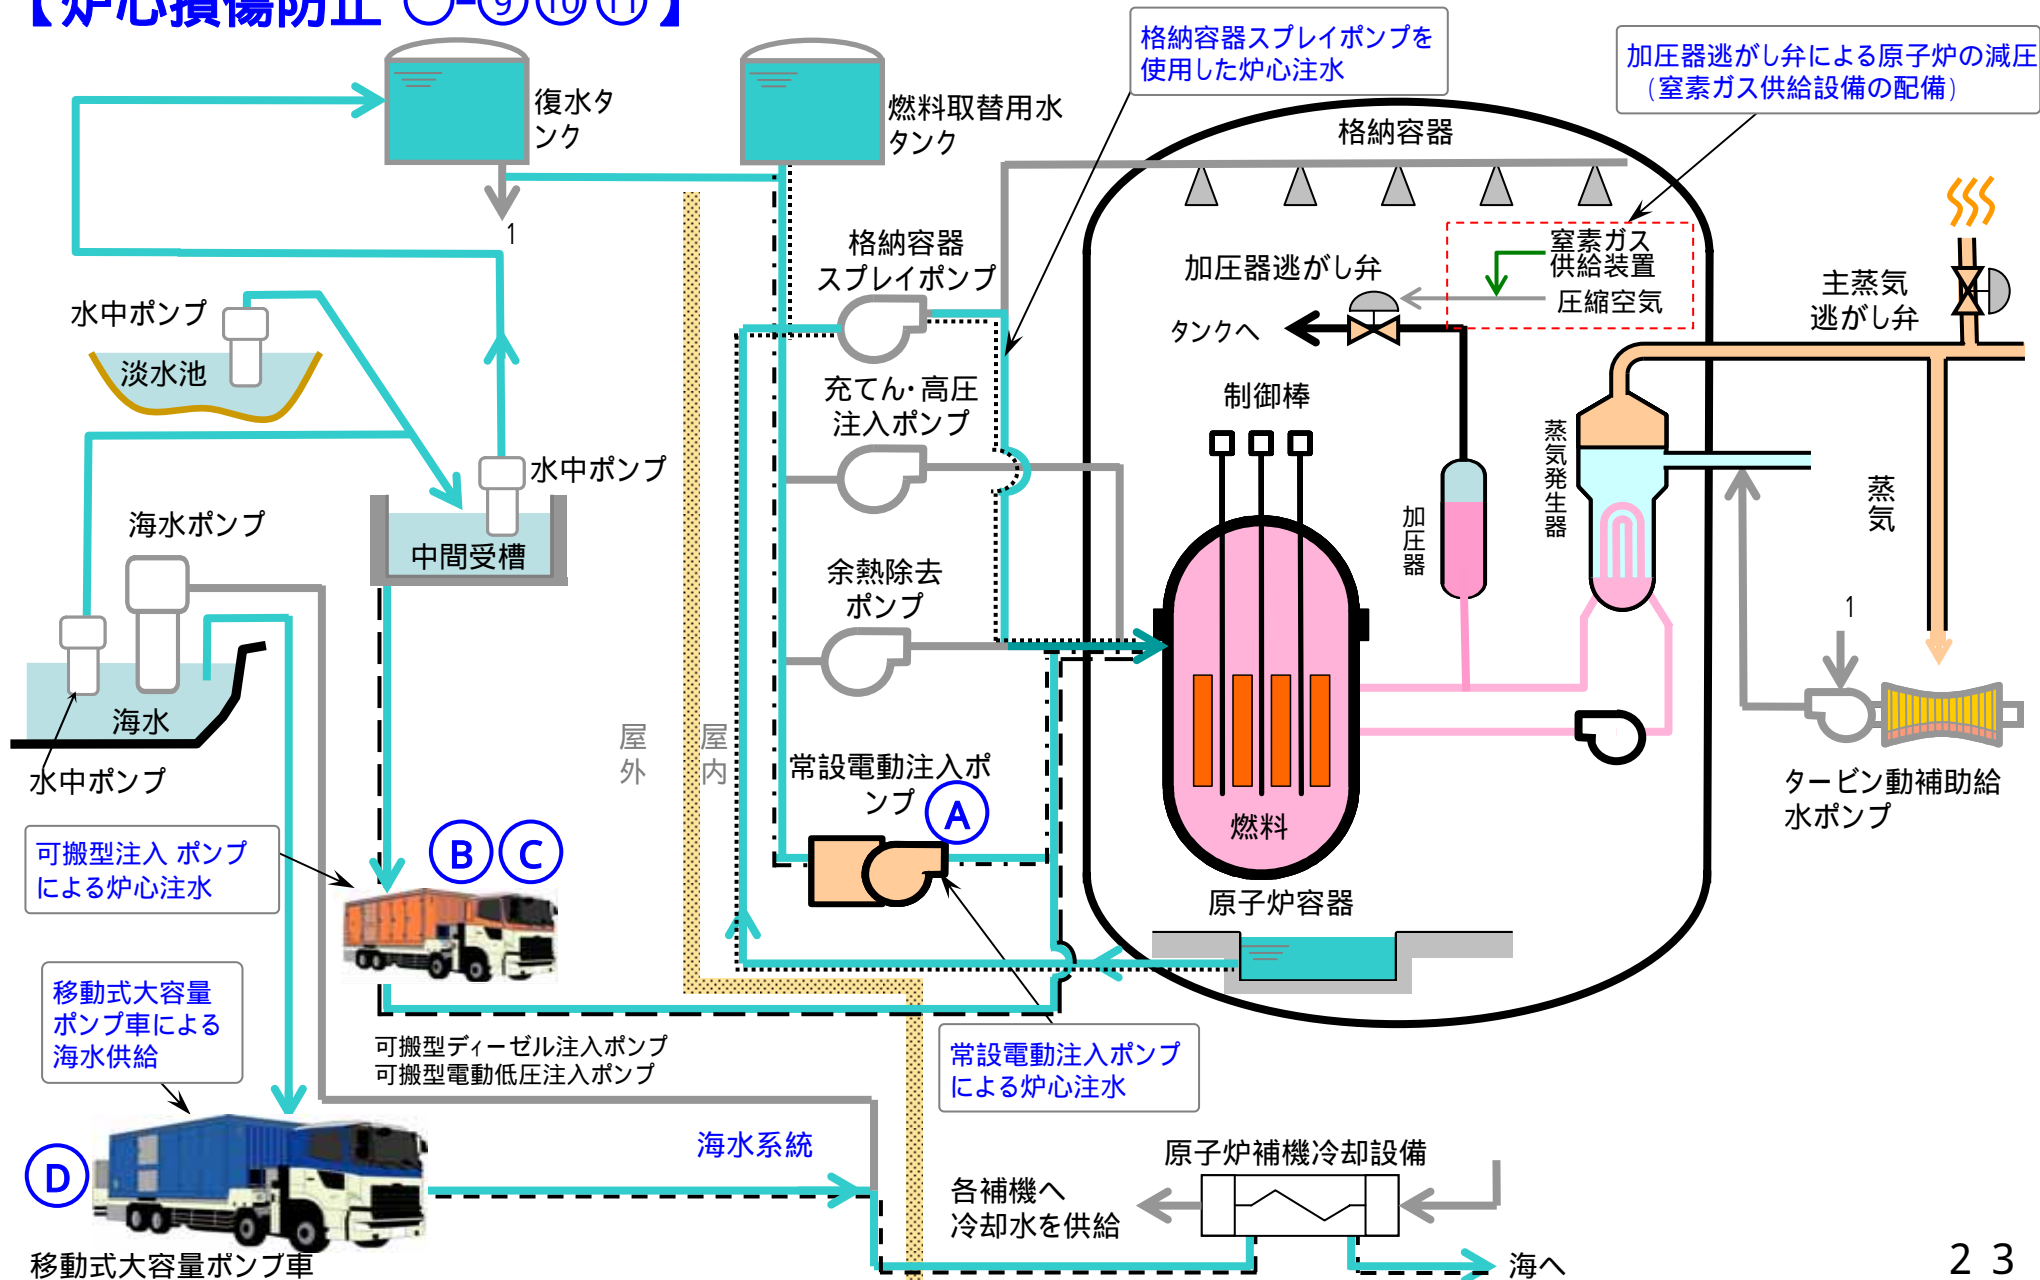 【炉心損傷防止 ◯-⑨⑩⑪】
格納容器スプレイポンプを
使用した炉心注水
加圧器逃がし弁による原子炉の減圧
(窒素ガス供給設備の配備)
復水タ
ンク
燃料取替用水
タンク
格納容器
1
格納容器
スプレイポンプ
加圧器逃がし弁
窒素ガス
供給装置
圧縮空気
タンクへ
主蒸気
逃がし弁
水中ポンプ
淡水池
充てん・高圧
注入ポンプ
制御棒
蒸気発生器
水中ポンプ
蒸気
海水ポンプ
中間受槽
加圧器
余熱除去
ポンプ
1
海水
水中ポンプ
屋外
屋内
常設電動注入ポ
ンプ
A
燃料
タービン動補助給
水ポンプ
可搬型注入 ポンプ
による炉心注水
B
C
原子炉容器
移動式大容量
ポンプ車による
海水供給
可搬型ディーゼル注入ポンプ
可搬型電動低圧注入ポンプ
常設電動注入ポンプ
による炉心注水
海水系統
原子炉補機冷却設備
D
各補機へ
冷却水を供給
移動式大容量ポンプ車
海へ
23